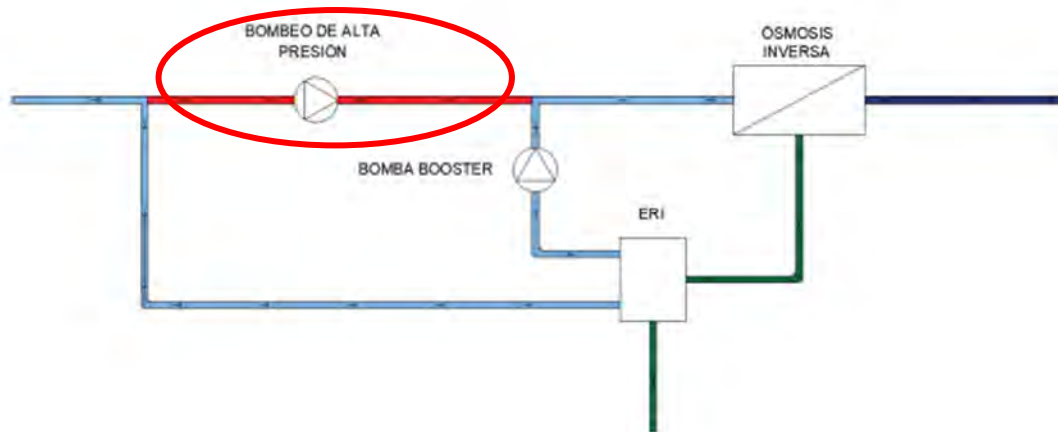 BOMBEO DE ALTA
PRESIÓN
ÓSMOSIS
INVERSA
BOMBA BOOSTER
ERI